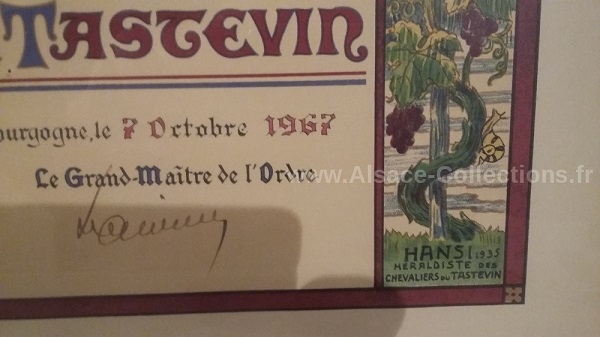 TASTEVIN
ourgogne, le 7 Octobre 1967
Le Grand-Maître de l'Ordre
www.Alsace-Collections.fr
HANSI 1935
HERALDISTE DES
CHEVALIERS DU TASTEVIN